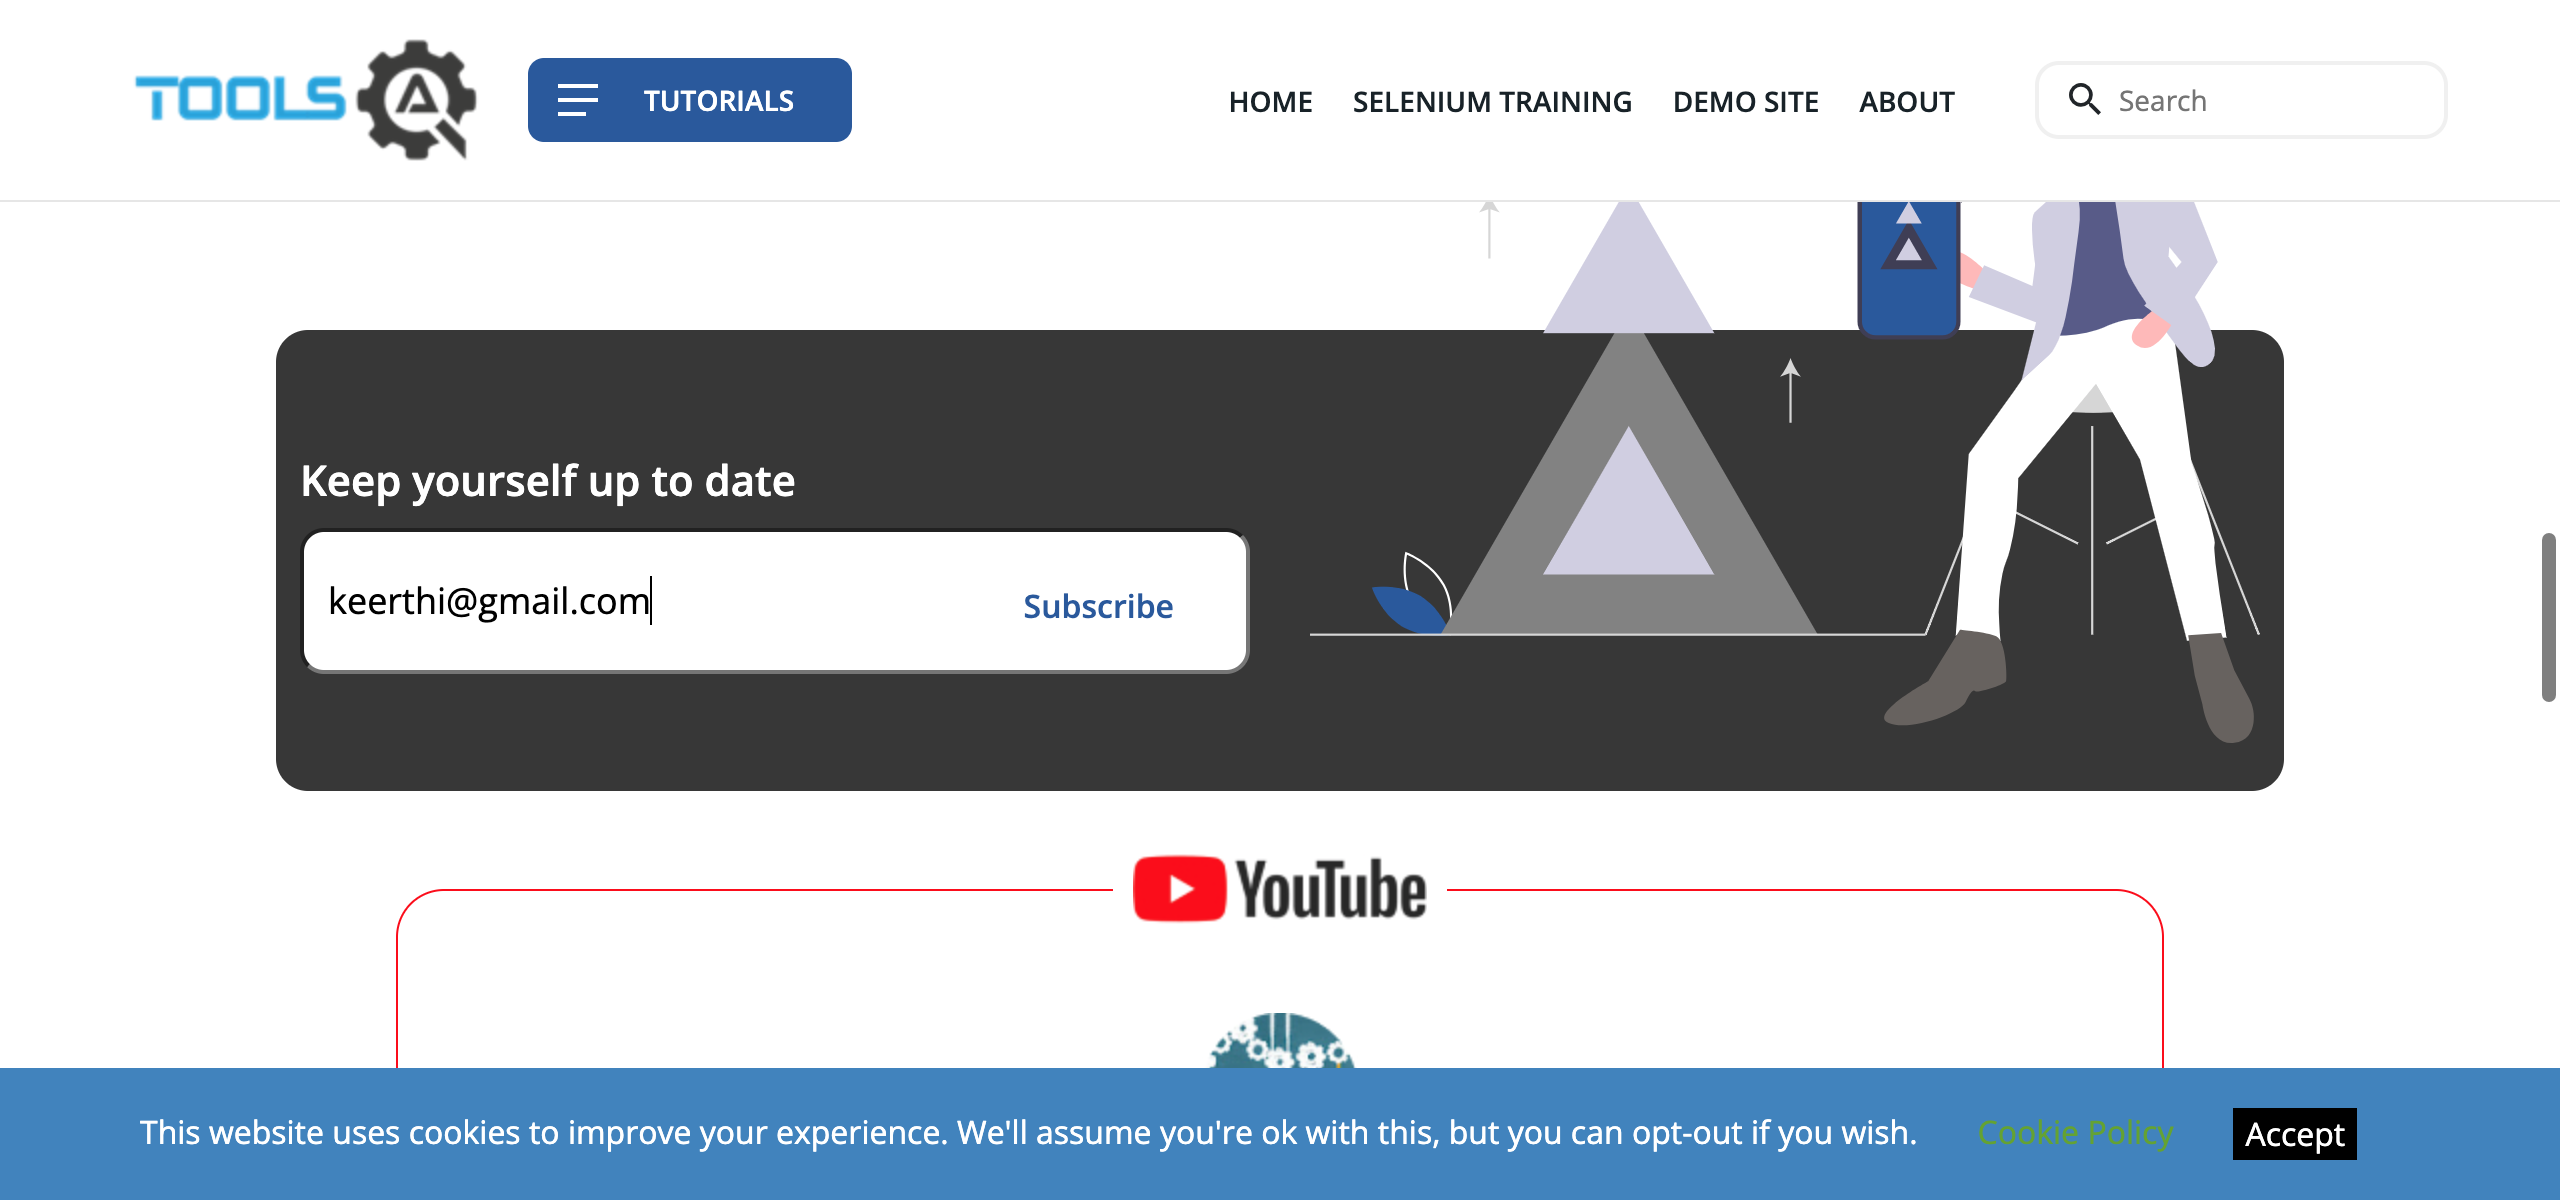 TOOLS QA
TUTORIALS
HOME
SELENIUM TRAINING
DEMO SITE
ABOUT
Search
Keep yourself up to date
keerthi@gmail.com
Subscribe
YouTube
This website uses cookies to improve your experience. We'll assume you're ok with this, but you can opt-out if you wish.
Cookie Policy
Accept